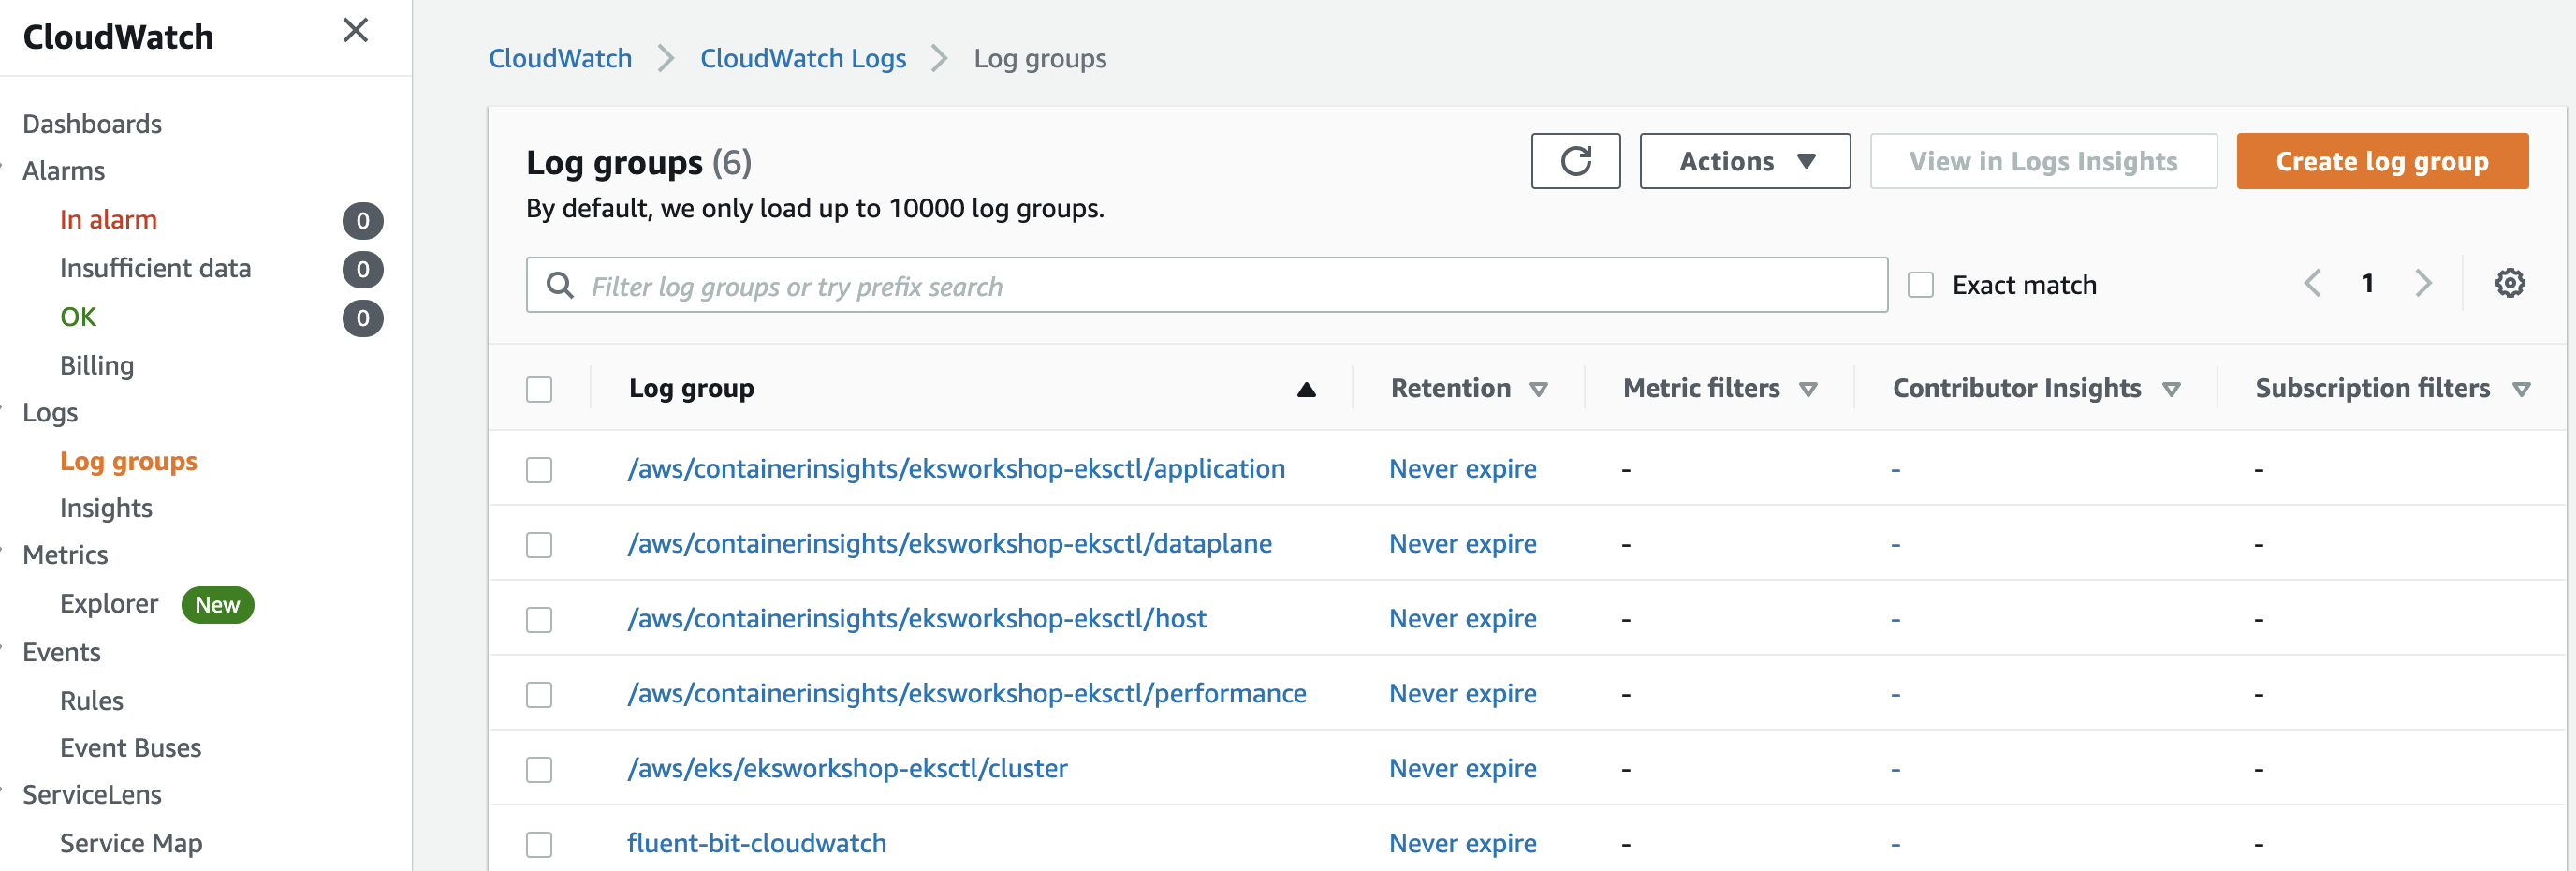 CloudWatch
Dashboards
Alarms
In alarm 0
Insufficient data 0
OK 0
Billing
Logs
Log groups
Insights
Metrics
Explorer New
Events
Rules
Event Buses
ServiceLens
Service Map
CloudWatch CloudWatch Logs Log groups
Log groups (6)
By default, we only load up to 10000 log groups.
Actions View in Logs Insights Create log group
Filter log groups or try prefix search
Exact match
1
Log group Retention Metric filters Contributor Insights Subscription filters
/aws/containerinsights/eksworkshop-eksctl/application Never expire - - -
/aws/containerinsights/eksworkshop-eksctl/dataplane Never expire - - -
/aws/containerinsights/eksworkshop-eksctl/host Never expire - - -
/aws/containerinsights/eksworkshop-eksctl/performance Never expire - - -
/aws/eks/eksworkshop-eksctl/cluster Never expire - - -
fluent-bit-cloudwatch Never expire - - -